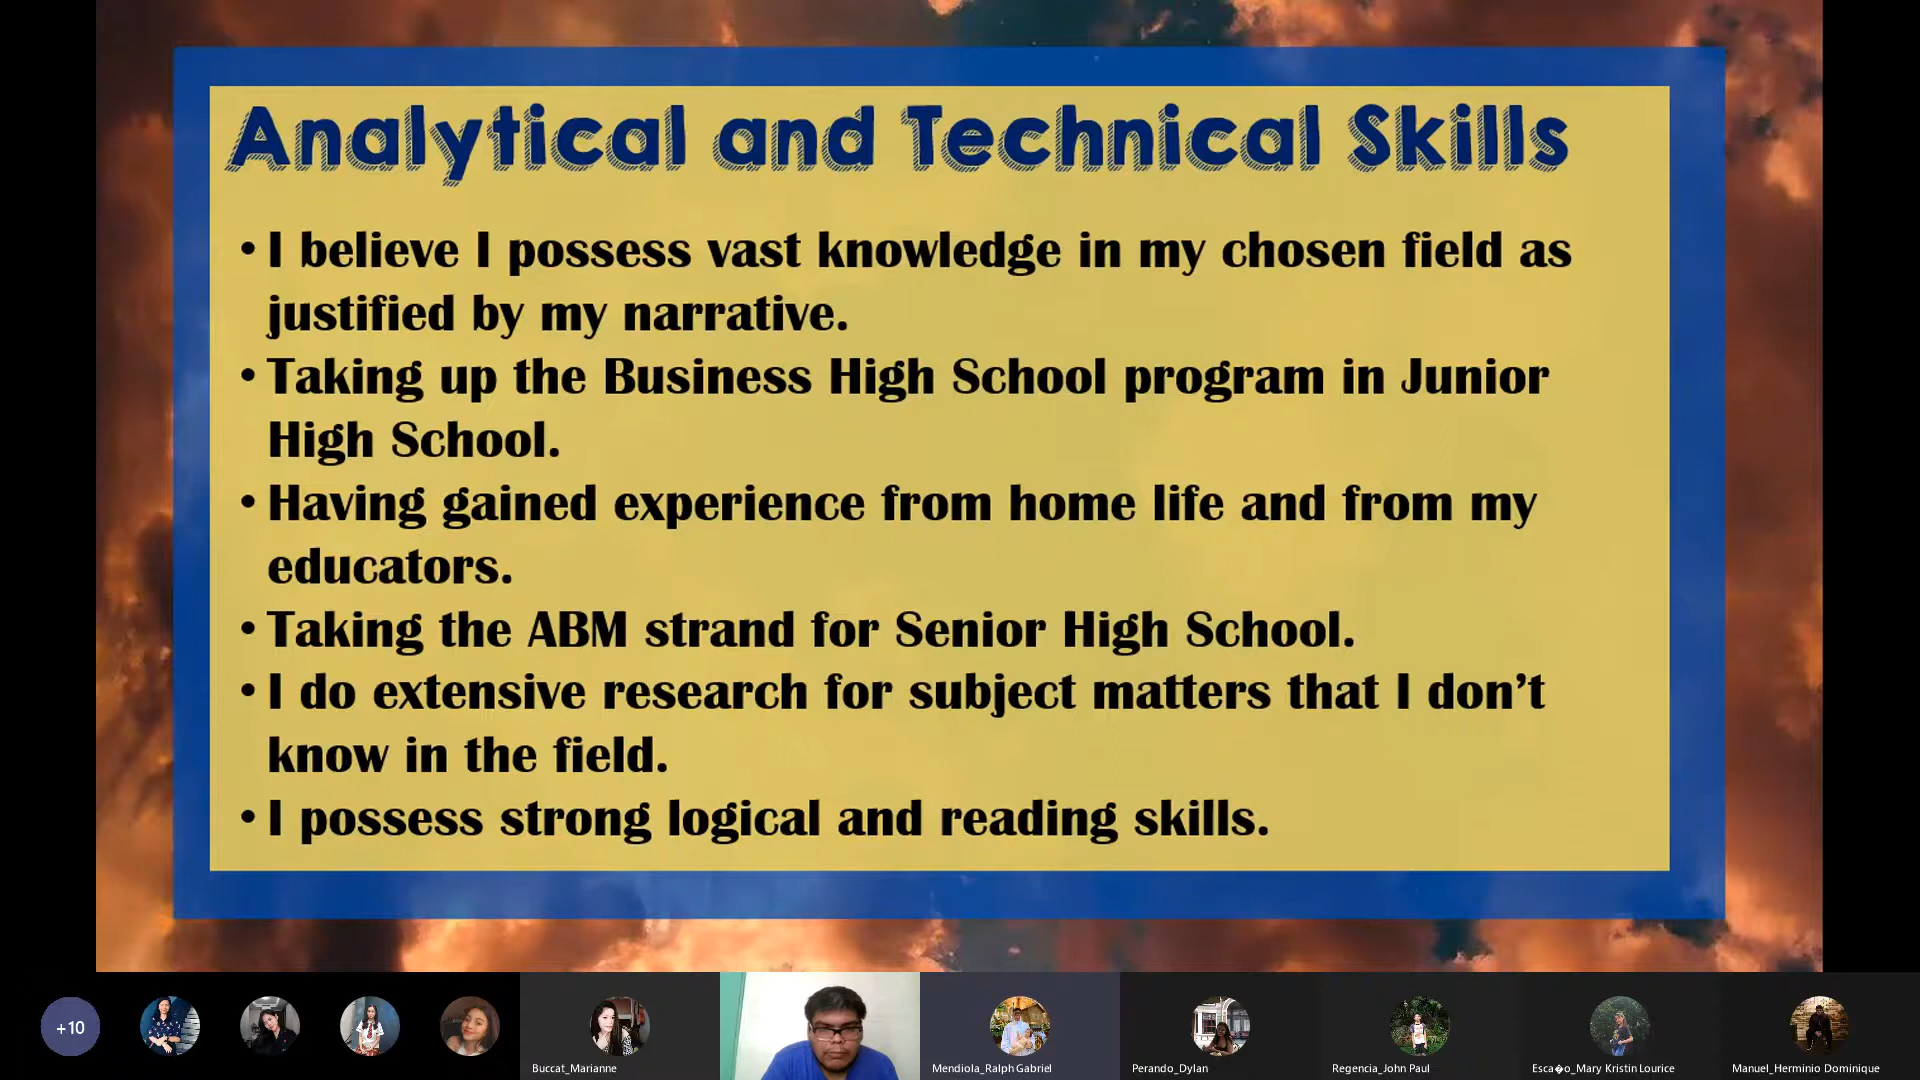 Analytical and Technical Skills
• I believe I possess vast knowledge in my chosen field as
justified by my narrative.
• Taking up the Business High School program in Junior
High School.
• Having gained experience from home life and from my
educators.
• Taking the ABM strand for Senior High School.
• I do extensive research for subject matters that I don’t
know in the field.
• I possess strong logical and reading skills.
+10
Buccat_Marianne
Mendiola_Ralph Gabriel
Perando_Dylan
Regencia_John Paul
Esca�o_Mary Kristin Lourice
Manuel_Herminio Dominique